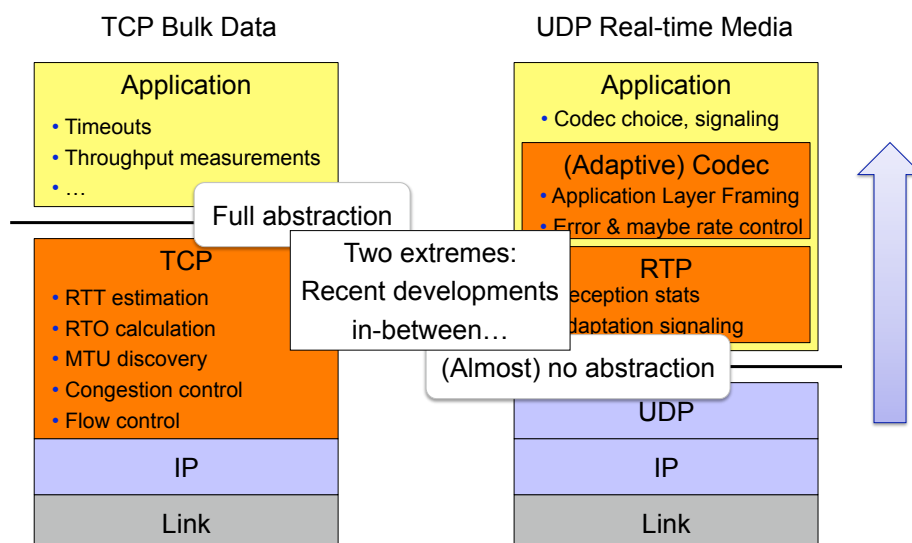 TCP Bulk Data
Application
• Timeouts
• Throughput measurements
• …
Full abstraction
TCP
• RTT estimation
• RTO calculation
• MTU discovery
• Congestion control
• Flow control
IP
Link
Two extremes:
Recent developments
in-between…
UDP Real-time Media
Application
• Codec choice, signaling
(Adaptive) Codec
• Application Layer Framing
• Error & maybe rate control
RTP
stats
signaling
(Almost) no abstraction
UDP
IP
Link